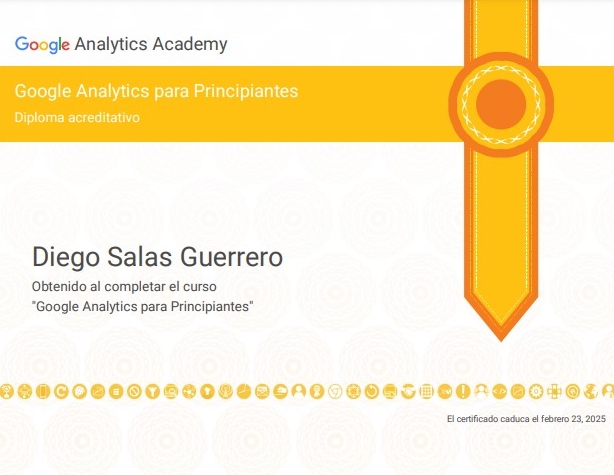 Google Analytics Academy
Google Analytics para Principiantes
Diploma acreditativo
Diego Salas Guerrero
Obtenido al completar el curso
"Google Analytics para Principiantes"
El certificado caduca el febrero 23, 2025